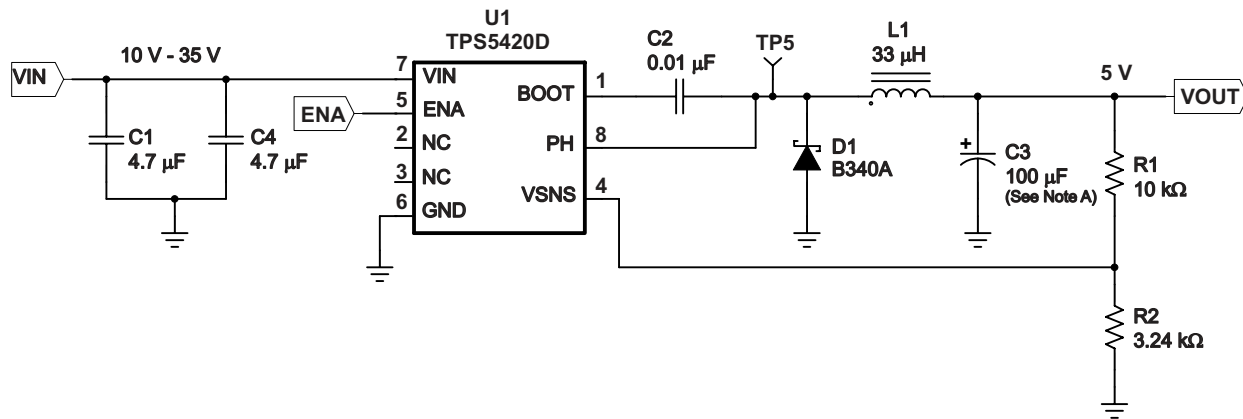 U1
TPS5420D
10 V - 35 V
VIN
7
VIN
5
ENA
ENA
2
NC
3
NC
6
GND
BOOT
1
PH
8
VSNS
4
C1
4.7 μF
C4
4.7 μF
C2
0.01 μF
TP5
L1
33 μH
5 V
VOUT
D1
B340A
+
C3
100 μF
(See Note A)
R1
10 kΩ
R2
3.24 kΩ